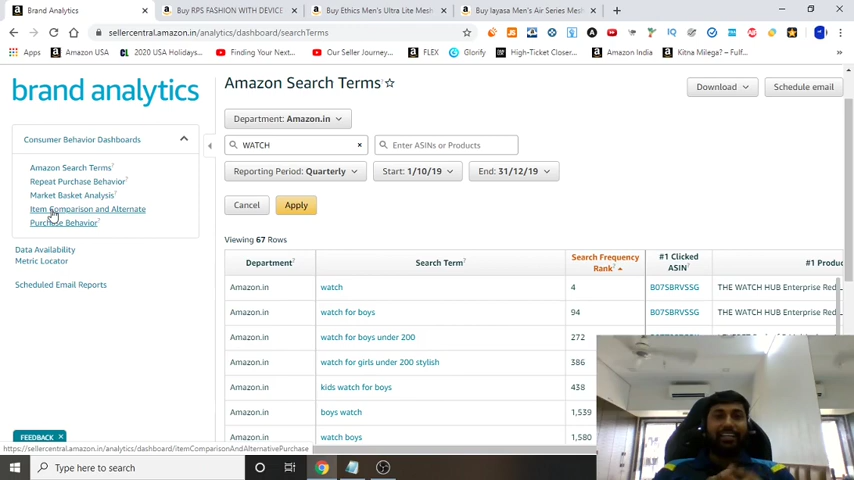 Brand Analytics
Buy RPS FASHION WITH DEVICE
Buy Ethics Men's Ultra Lite Mesh
Buy Jayasa Men's Air Series Mesh
sellercentral.amazon.in/analytics/dashboard/searchTerms
Apps
Amazon USA
2020 USA Holidays...
Finding Your Next...
Our Seller Journey...
FLEX
Glorify
High-Ticket Closer...
Amazon India
Kitna Milega? – Fulf...
brand analytics
Consumer Behavior Dashboards
Amazon Search Terms?
Repeat Purchase Behavior?
Market Basket Analysis?
Item Comparison and Alternate
Purchase Behavior?
Data Availability
Metric Locator
Scheduled Email Reports
FEEDBACK
Amazon Search Terms
Download
Schedule email
Department: Amazon.in
WATCH
Enter ASINs or Products
Reporting Period: Quarterly
Start: 1/10/19
End: 31/12/19
Cancel
Apply
Viewing 67 Rows
Department? Search Term? Search Frequency Rank? #1 Clicked ASIN? #1 Produc
Amazon.in watch 4 B07SBRVSSG THE WATCH HUB Enterprise Red
Amazon.in watch for boys 94 B07SBRVSSG THE WATCH HUB Enterprise Red
Amazon.in watch for boys under 200 272
Amazon.in watch for girls under 200 stylish 386
Amazon.in kids watch for boys 438
Amazon.in boys watch 1,539
Amazon.in watch boys 1,580
https://sellercentral.amazon.in/analytics/dashboard/itemComparisonAndAlternativePurchase
Type here to search